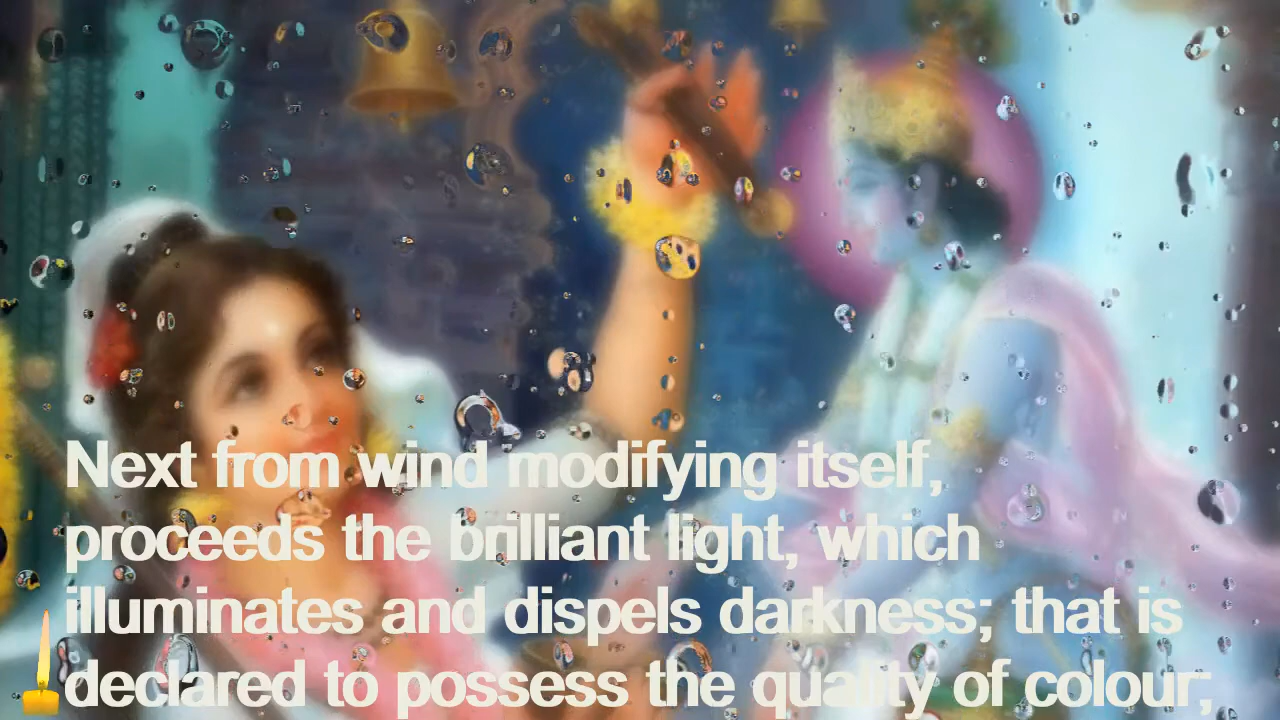 Next from wind modifying itself,
proceeds the brilliant light, which
illuminates and dispels darkness; that is
declared to possess the quality of colour;